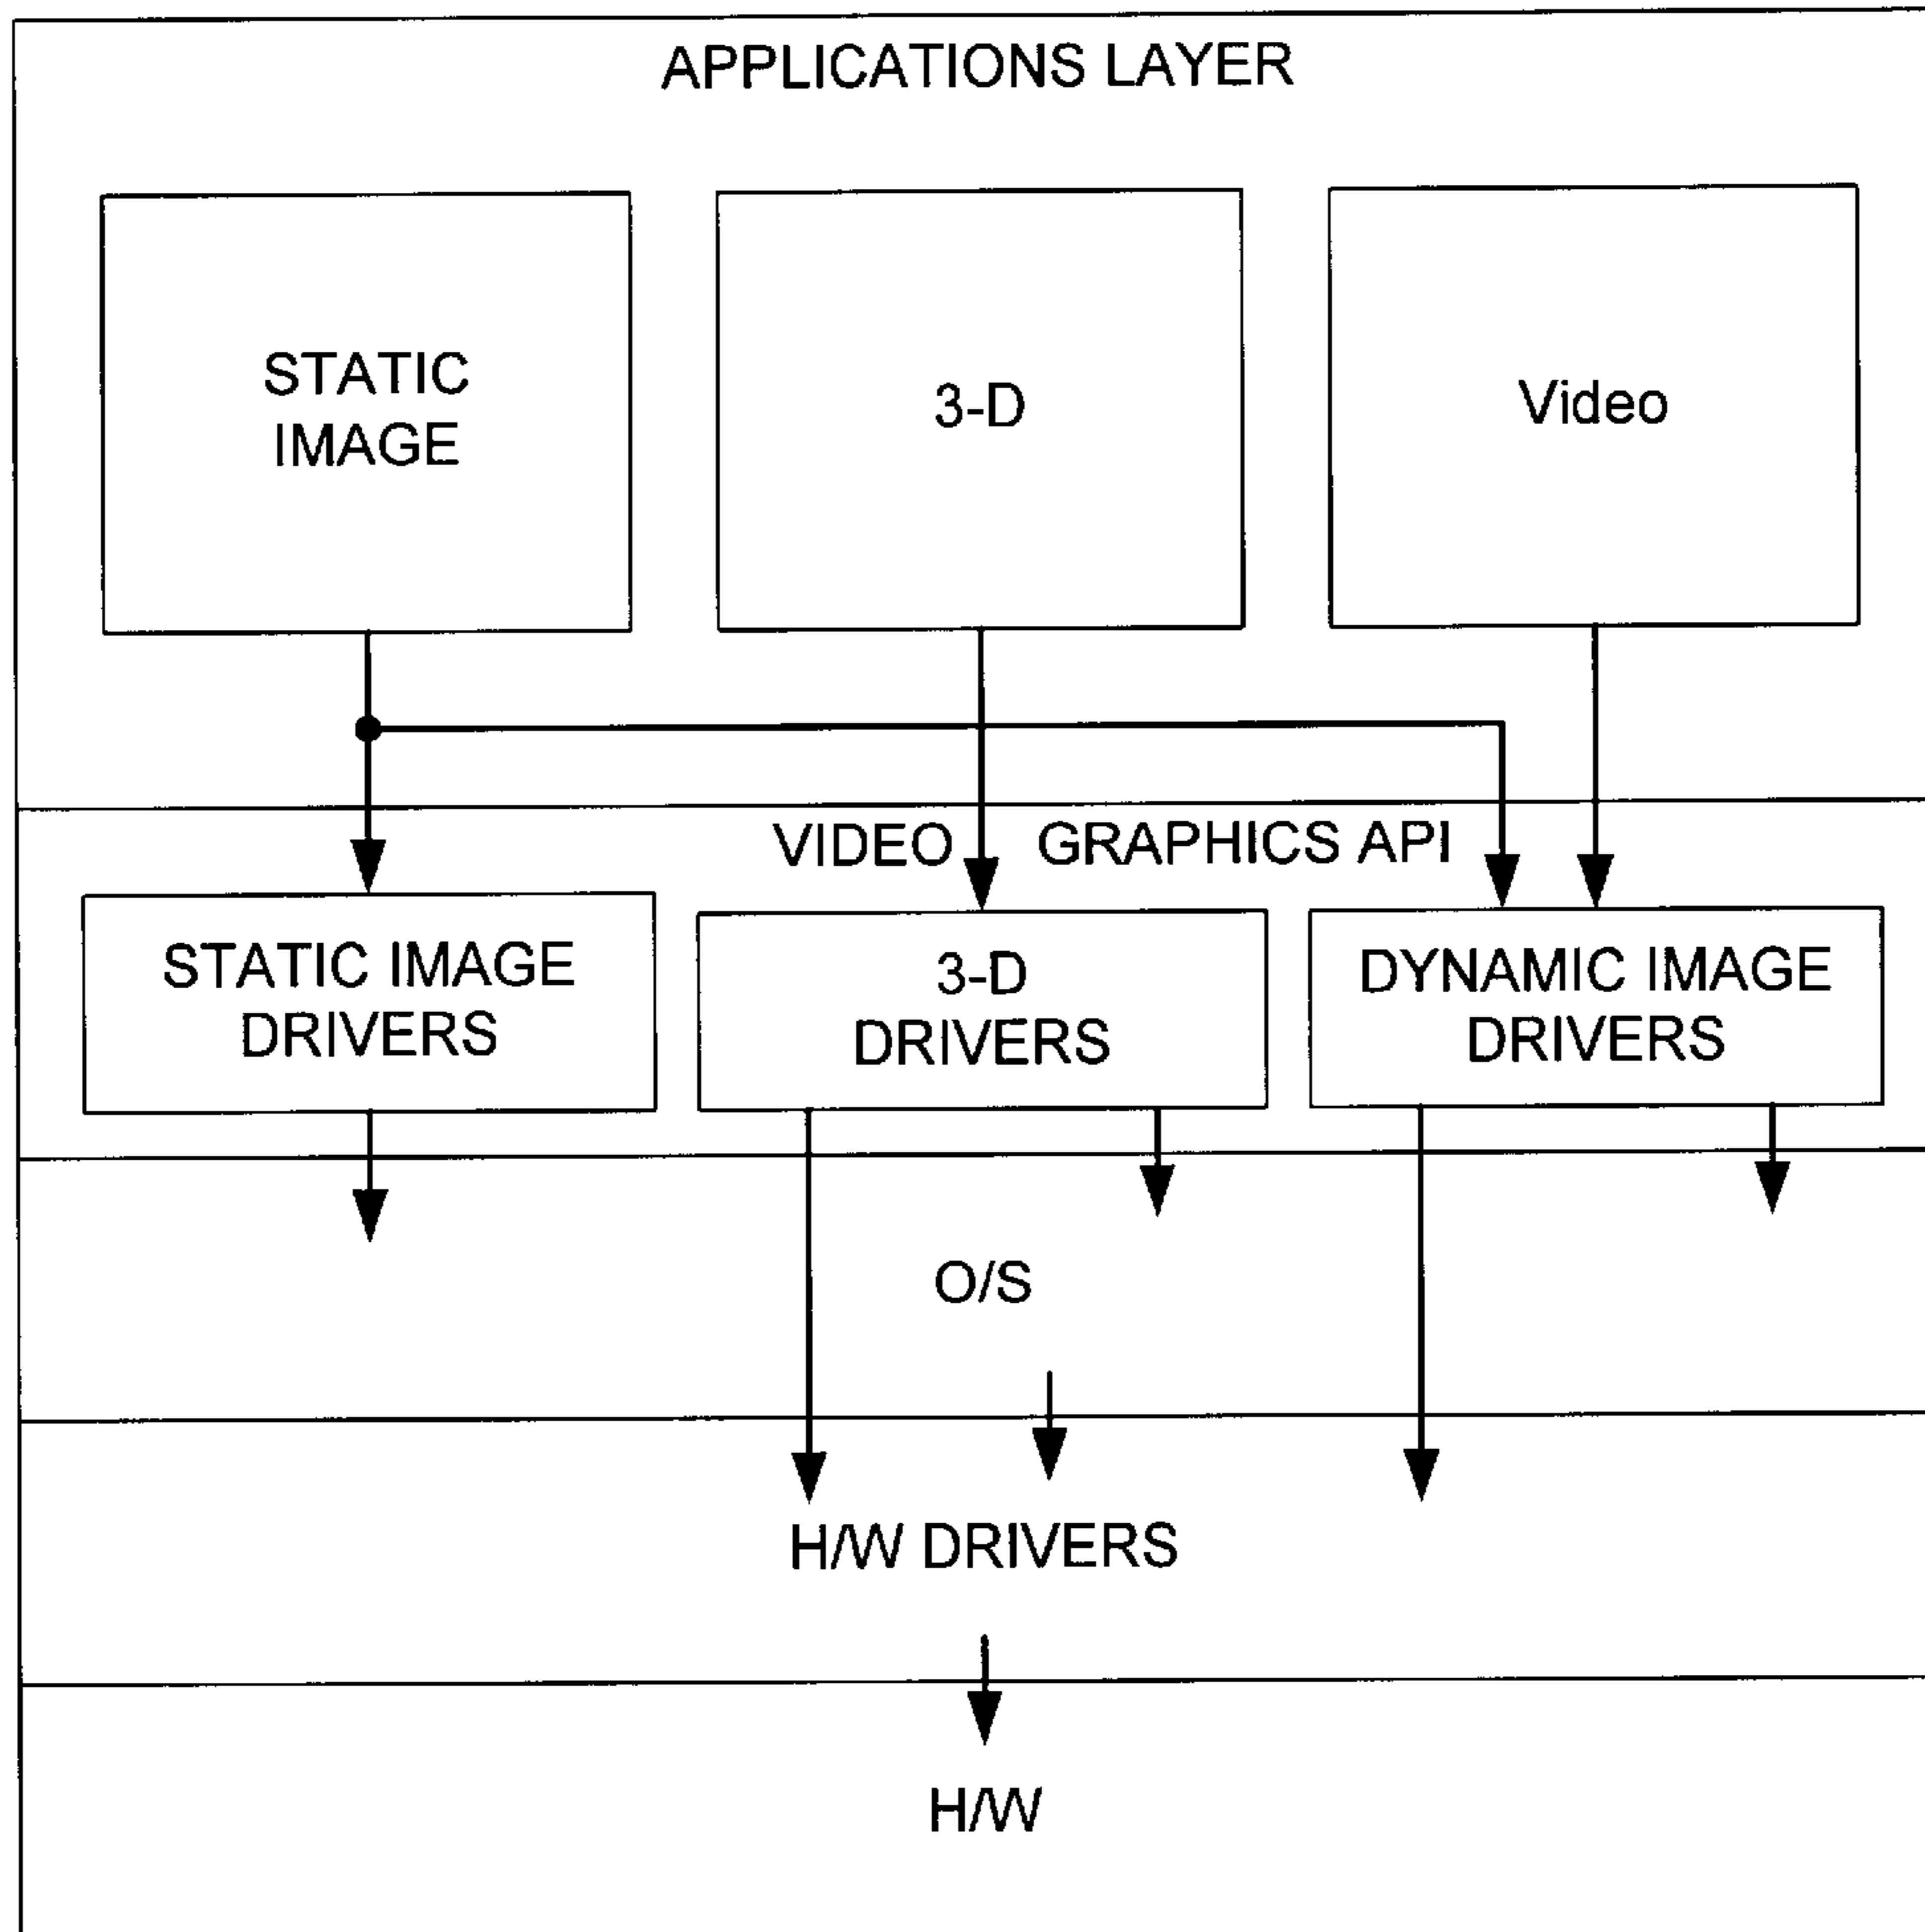 APPLICATIONS LAYER
STATIC
IMAGE
3-D
Video
VIDEO GRAPHICS API
STATIC IMAGE
DRIVERS
3-D
DRIVERS
DYNAMIC IMAGE
DRIVERS
O/S
H/W DRIVERS
H/W